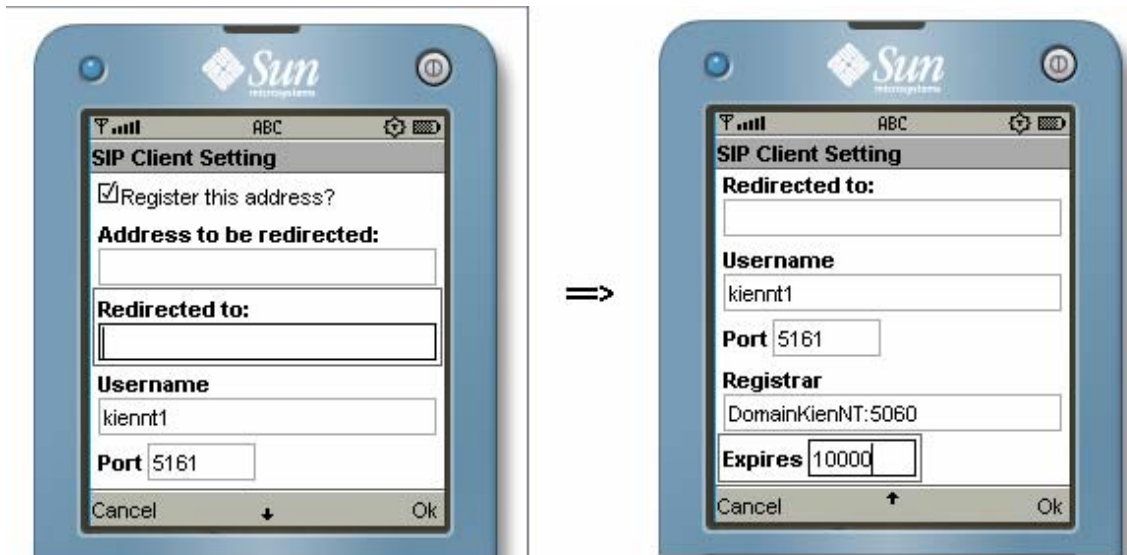 Sun
microsystems
ABC
SIP Client Setting
Register this address?
Address to be redirected:
Redirected to:
Username
kiennt1
Port 5161
Cancel
Ok
==>
Sun
microsystems
ABC
SIP Client Setting
Redirected to:
Username
kiennt1
Port 5161
Registrar
DomainKienNT:5060
Expires 10000
Cancel
Ok